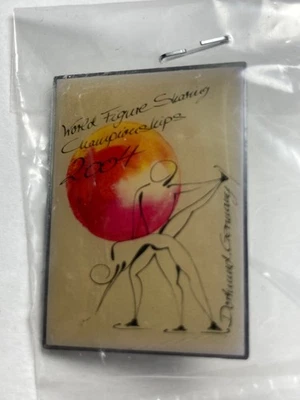 World Figure Skating
Championships
2004
Dortmund, Germany